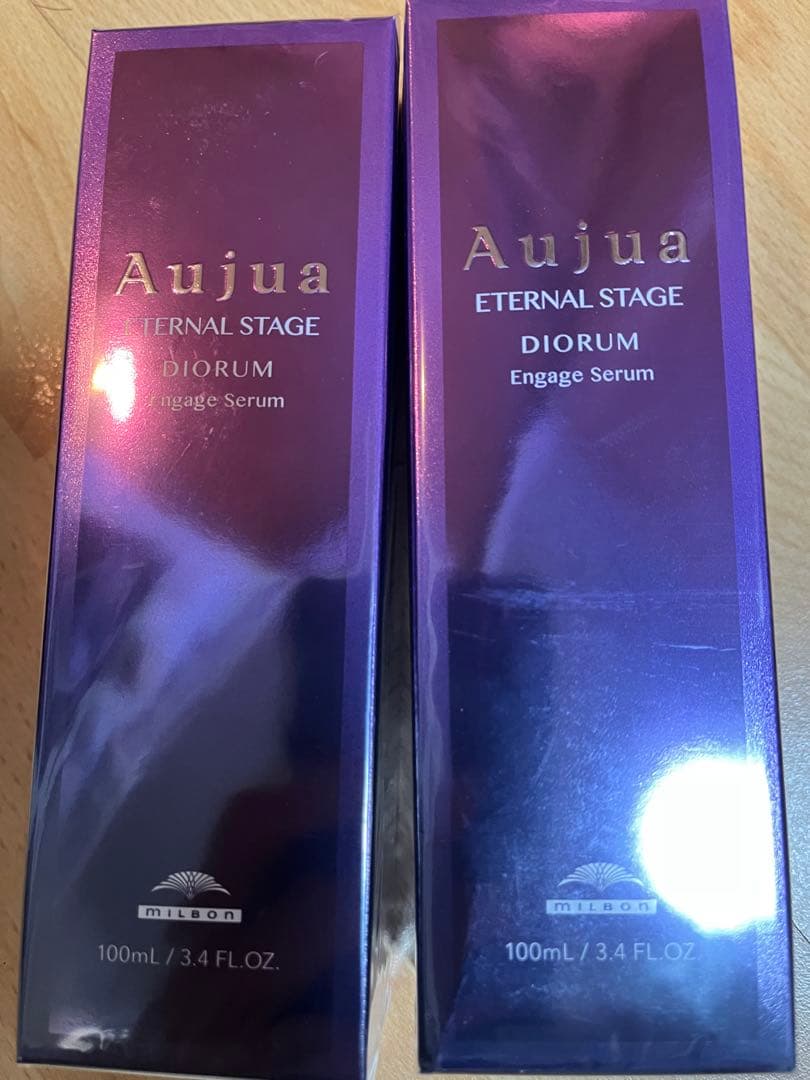 Aujua
ETERNAL STAGE
DIORUM
Engage Serum
MILBON
100mL / 3.4 FL.OZ.
Aujua
ETERNAL STAGE
DIORUM
Engage Serum
MILBON
100mL / 3.4 FL.OZ